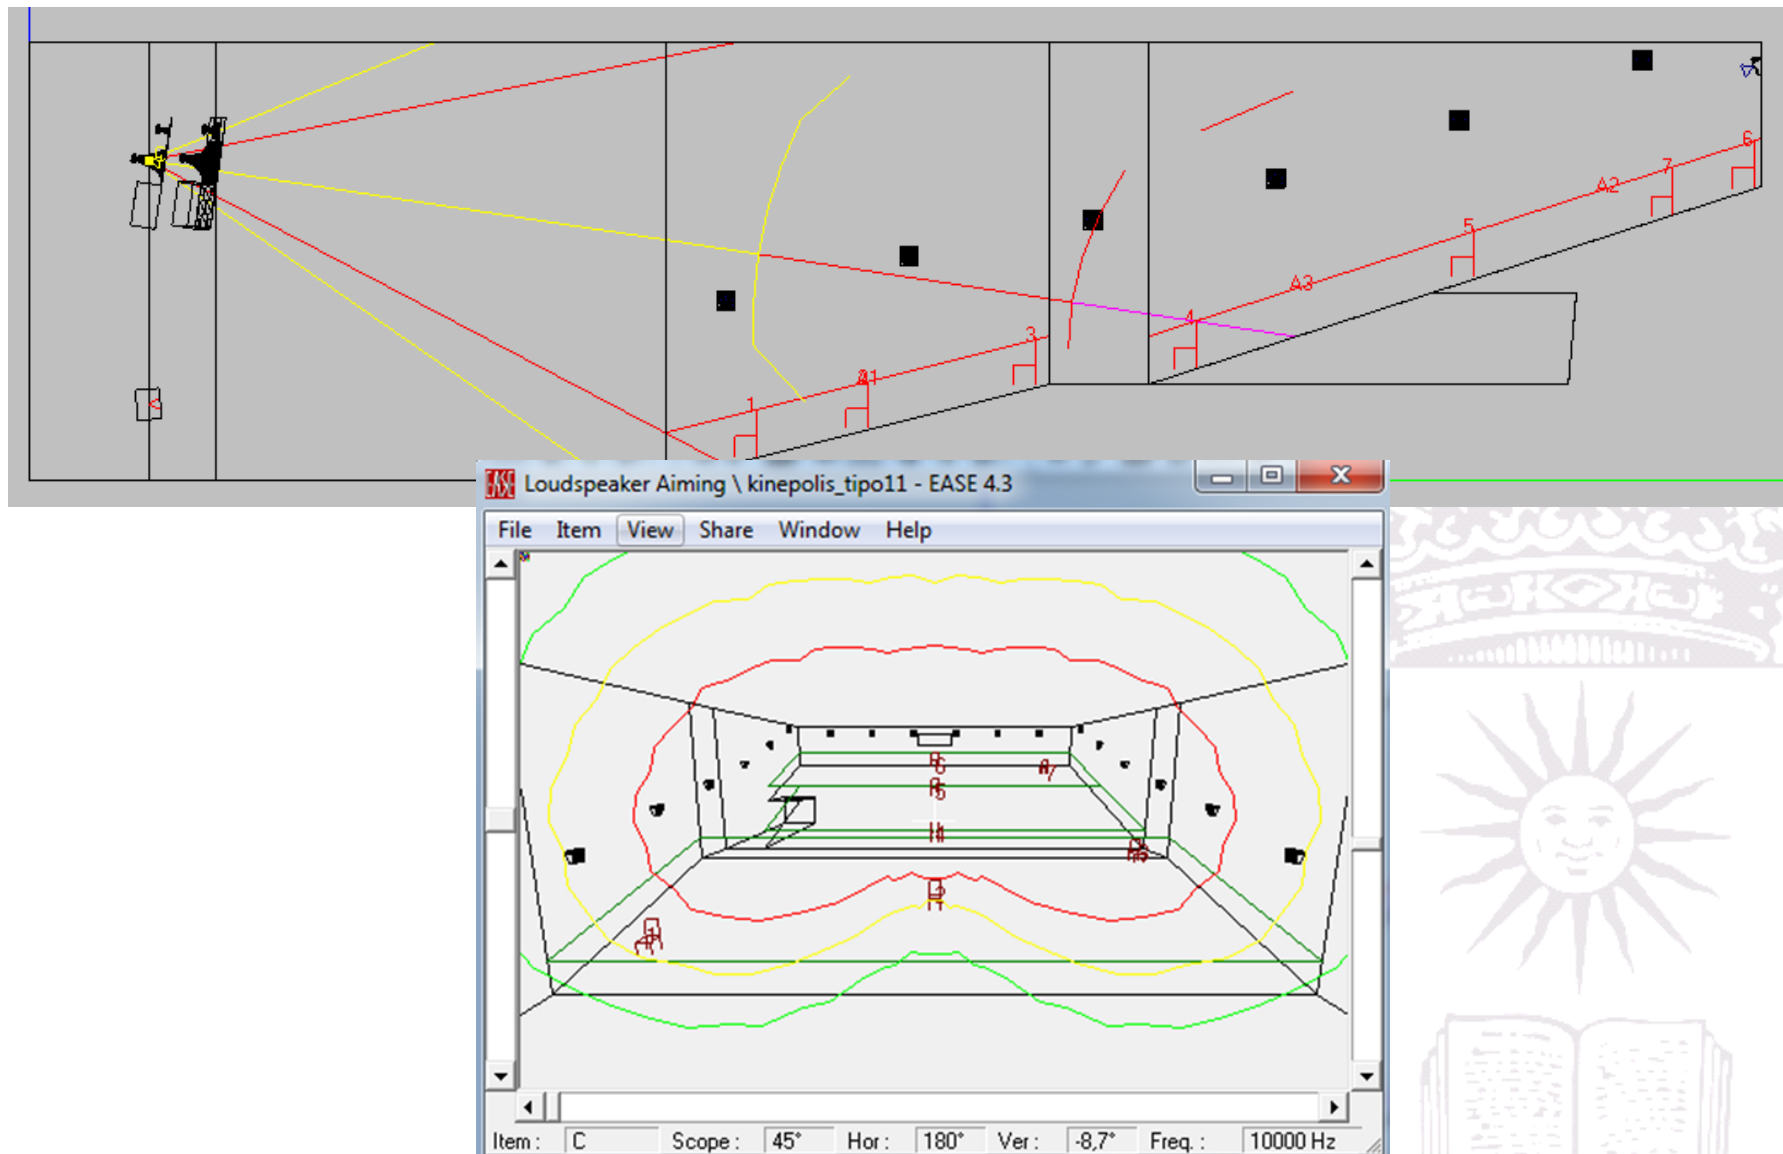 6
7
A2
5
A3
4
3
1
EASE Loudspeaker Aiming \ kinepolis_tipo11 - EASE 4.3
File Item View Share Window Help
Item : C Scope : 45° Hor : 180° Ver : -8,7° Freq. : 10000 Hz